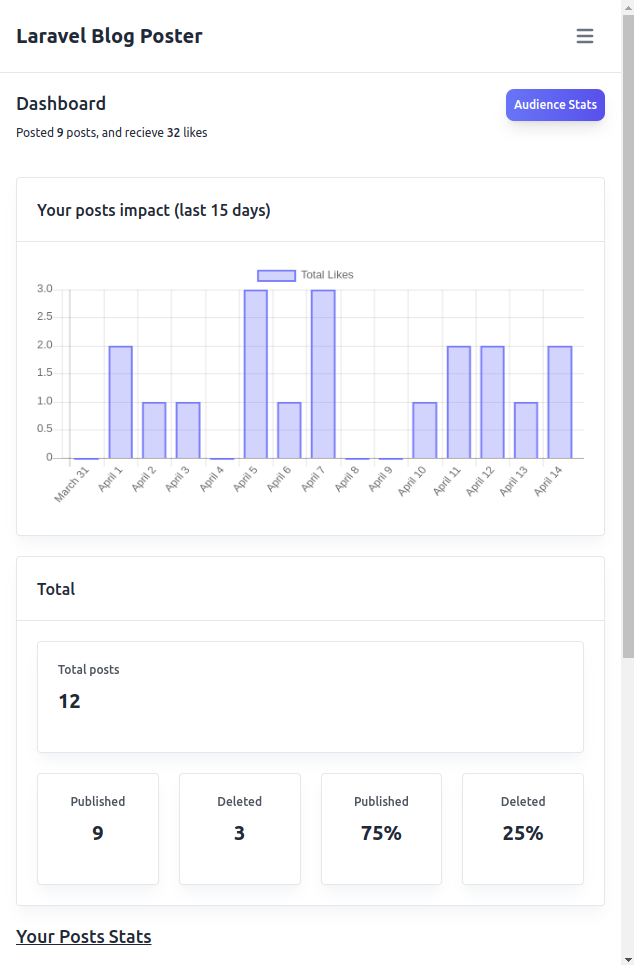 Laravel Blog Poster
Dashboard
Audience Stats
Posted 9 posts, and recieve 32 likes
Your posts impact (last 15 days)
Total Likes
3.0
2.5
2.0
1.5
1.0
0.5
0
March 31
April 1
April 2
April 3
April 4
April 5
April 6
April 7
April 8
April 9
April 10
April 11
April 12
April 13
April 14
Total
Total posts
12
Published
9
Deleted
3
Published
75%
Deleted
25%
Your Posts Stats